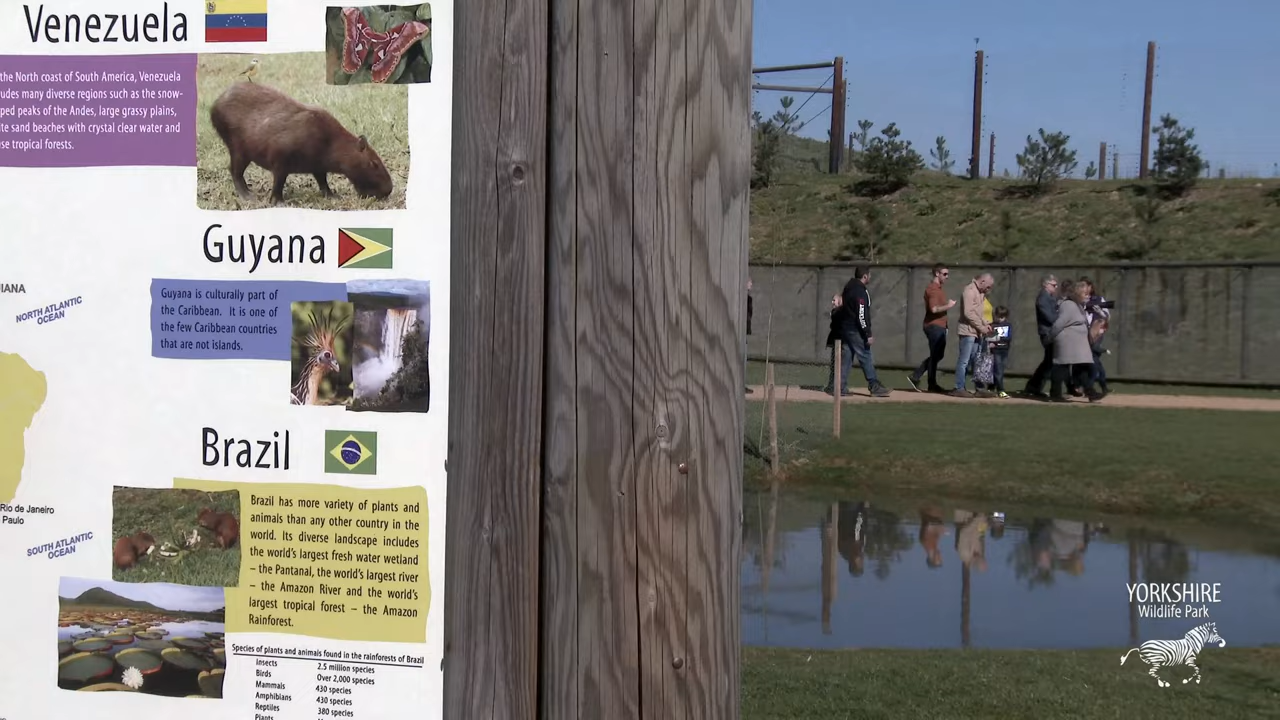 Venezuela
the North coast of South America, Venezuela
udes many diverse regions such as the snow-
ped peaks of the Andes, large grassy plains,
te sand beaches with crystal clear water and
se tropical forests.
Guyana
IANA
NORTH ATLANTIC
OCEAN
Guyana is culturally part of
the Caribbean. It is one of
the few Caribbean countries
that are not islands.
Brazil
Rio de Janeiro
Paulo
SOUTH ATLANTIC
OCEAN
Brazil has more variety of plants and
animals than any other country in the
world. Its diverse landscape includes
the world's largest fresh water wetland
– the Pantanal, the world's largest river
– the Amazon River and the world's
largest tropical forest – the Amazon
Rainforest.
Species of plants and animals found in the rainforests of Brazil
Insects 2.5 million species
Birds Over 2,000 species
Mammals 430 species
Amphibians 430 species
Reptiles 380 species
Plants
YORKSHIRE
Wildlife Park